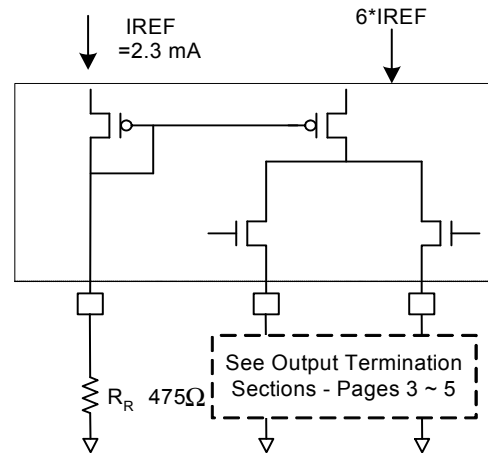 IREF
=2.3 mA
6*IREF
See Output Termination
Sections - Pages 3 ~ 5
RR 475Ω